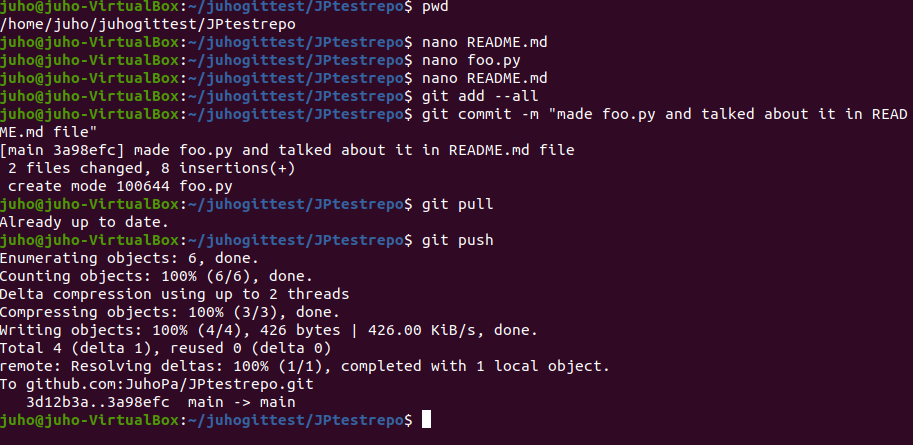 juho@juho-VirtualBox:~/juhogittest/JPtestrepo$ pwd
/home/juho/juhogittest/JPtestrepo
juho@juho-VirtualBox:~/juhogittest/JPtestrepo$ nano README.md
juho@juho-VirtualBox:~/juhogittest/JPtestrepo$ nano foo.py
juho@juho-VirtualBox:~/juhogittest/JPtestrepo$ nano README.md
juho@juho-VirtualBox:~/juhogittest/JPtestrepo$ git add --all
juho@juho-VirtualBox:~/juhogittest/JPtestrepo$ git commit -m "made foo.py and talked about it in READ
ME.md file"
[main 3a98efc] made foo.py and talked about it in README.md file
 2 files changed, 8 insertions(+)
 create mode 100644 foo.py
juho@juho-VirtualBox:~/juhogittest/JPtestrepo$ git pull
Already up to date.
juho@juho-VirtualBox:~/juhogittest/JPtestrepo$ git push
Enumerating objects: 6, done.
Counting objects: 100% (6/6), done.
Delta compression using up to 2 threads
Compressing objects: 100% (3/3), done.
Writing objects: 100% (4/4), 426 bytes | 426.00 KiB/s, done.
Total 4 (delta 1), reused 0 (delta 0)
remote: Resolving deltas: 100% (1/1), completed with 1 local object.
To github.com:JuhoPa/JPtestrepo.git
   3d12b3a..3a98efc  main -> main
juho@juho-VirtualBox:~/juhogittest/JPtestrepo$